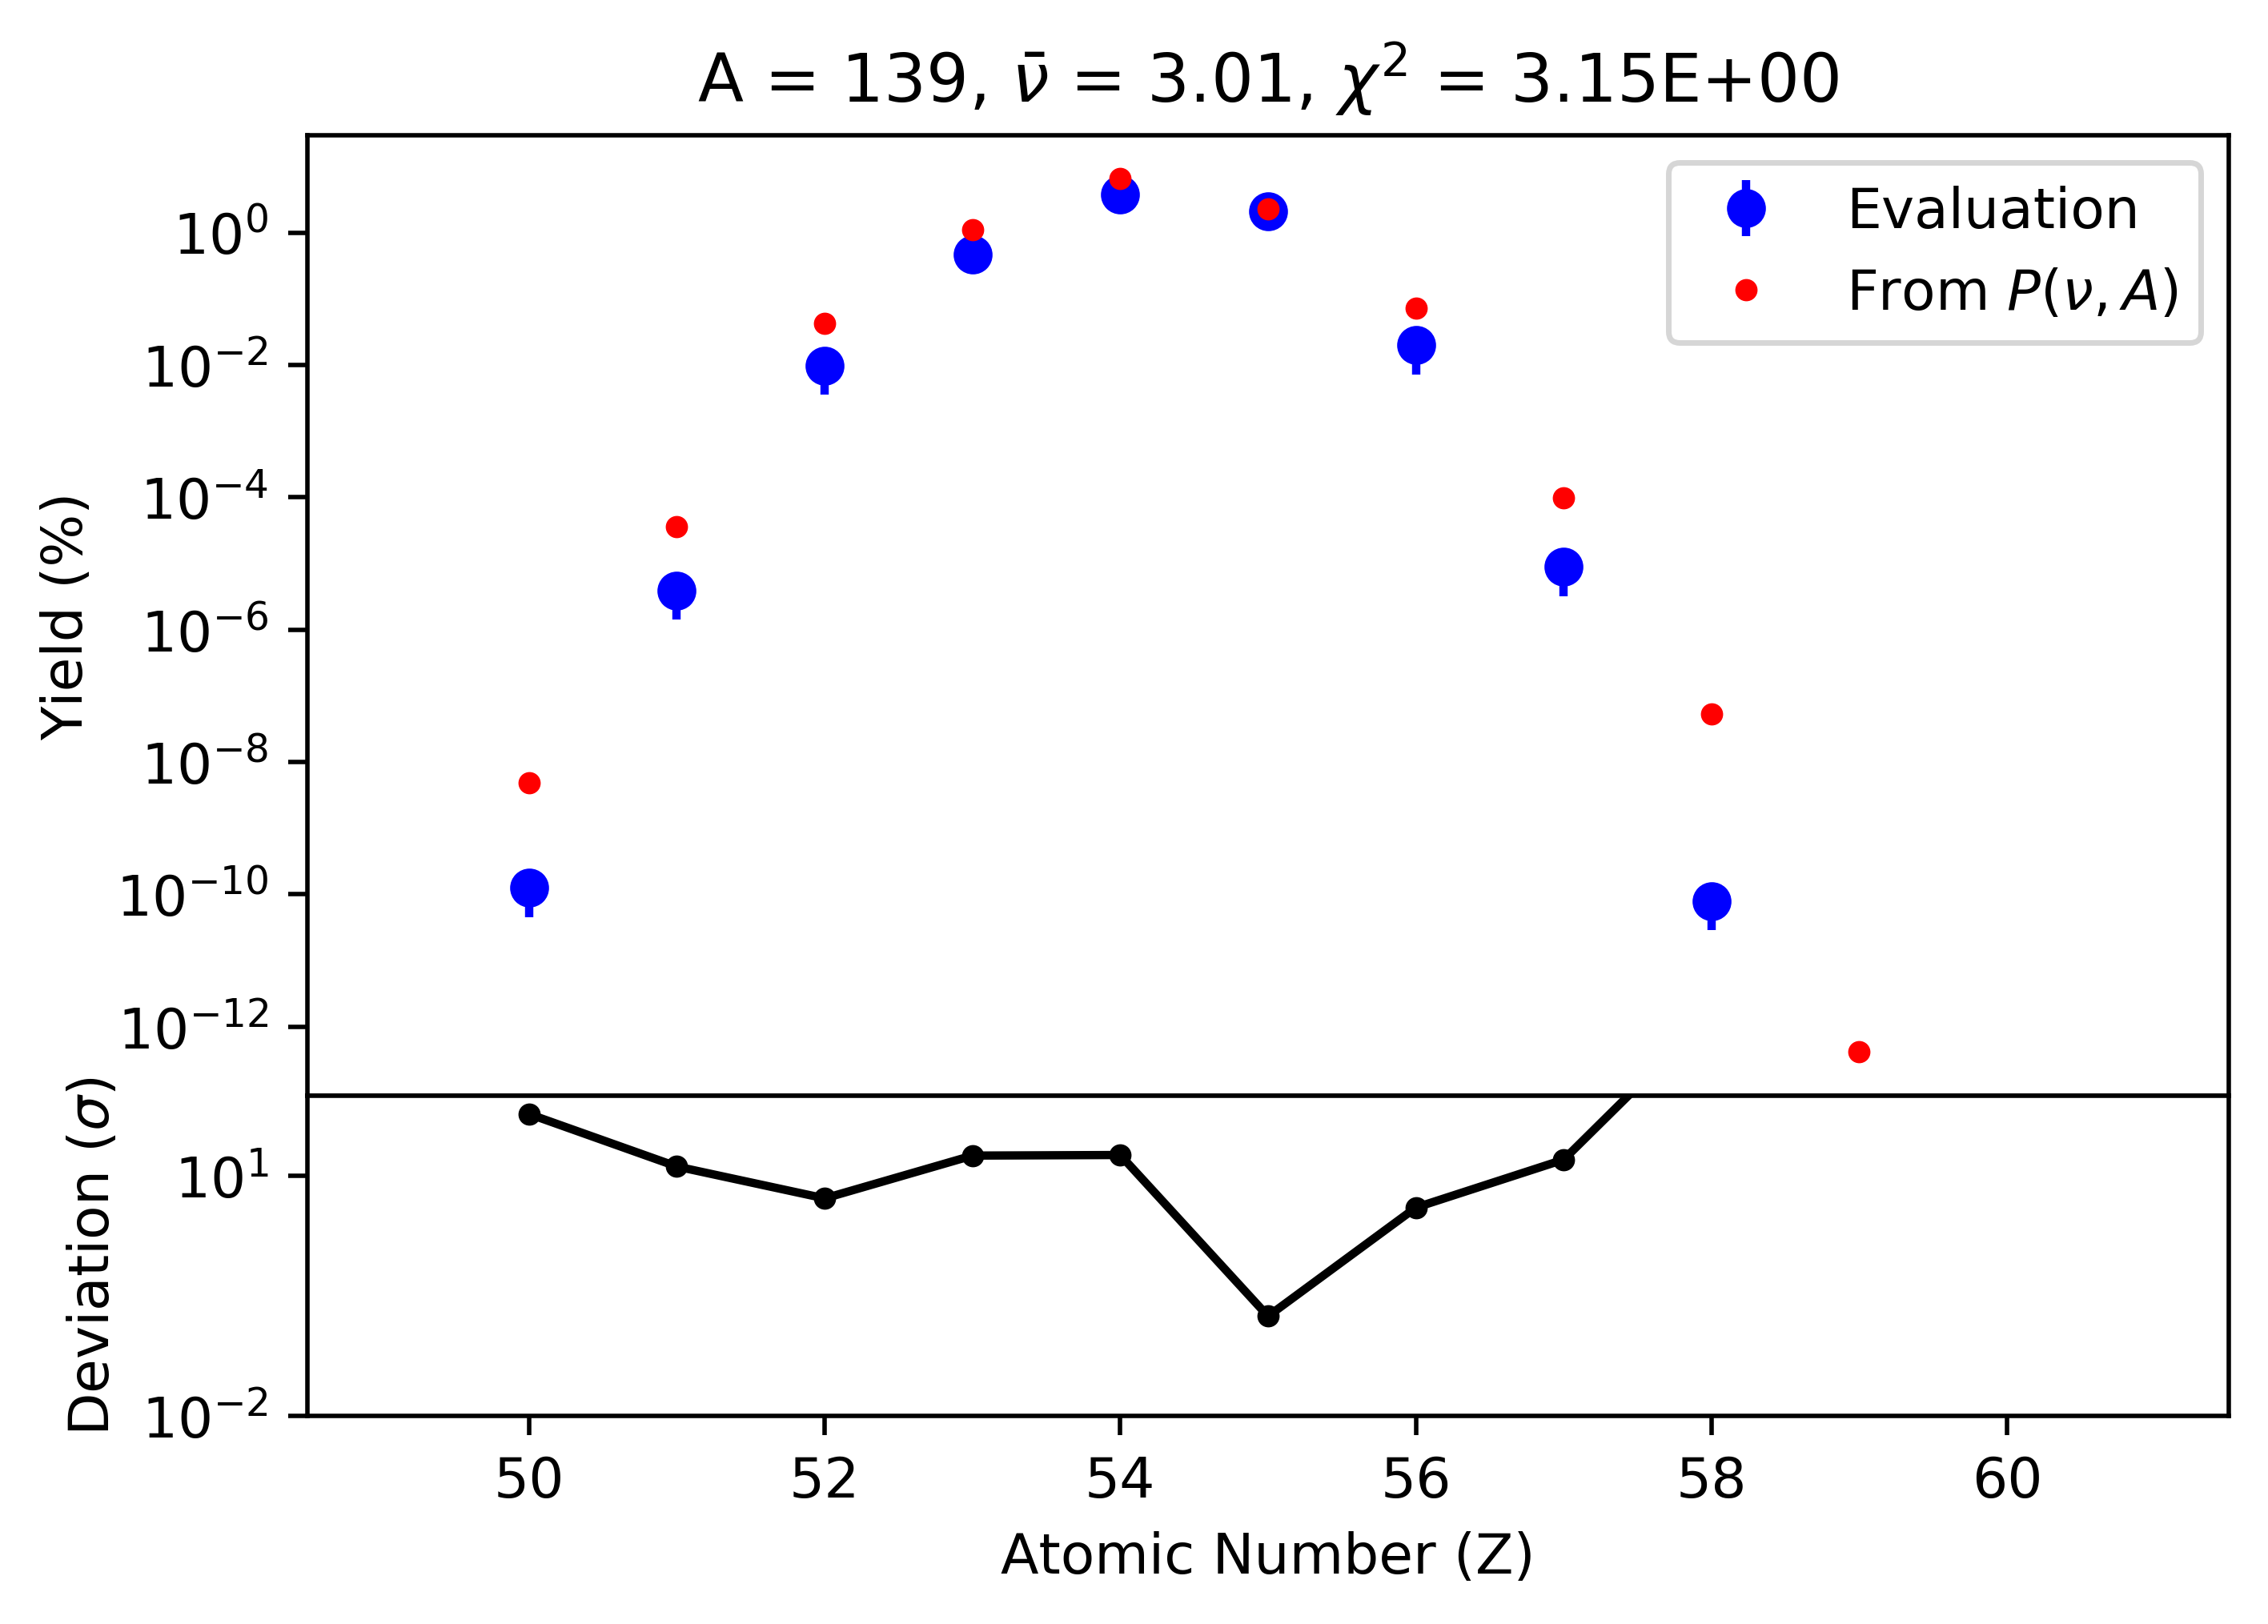 A = 139, ν̄ = 3.01, χ² = 3.15E+00
Evaluation
From P(ν, A)
Yield (%)
10⁰
10⁻²
10⁻⁴
10⁻⁶
10⁻⁸
10⁻¹⁰
10⁻¹²
Deviation (σ)
10¹
10⁻²
50 52 54 56 58 60
Atomic Number (Z)